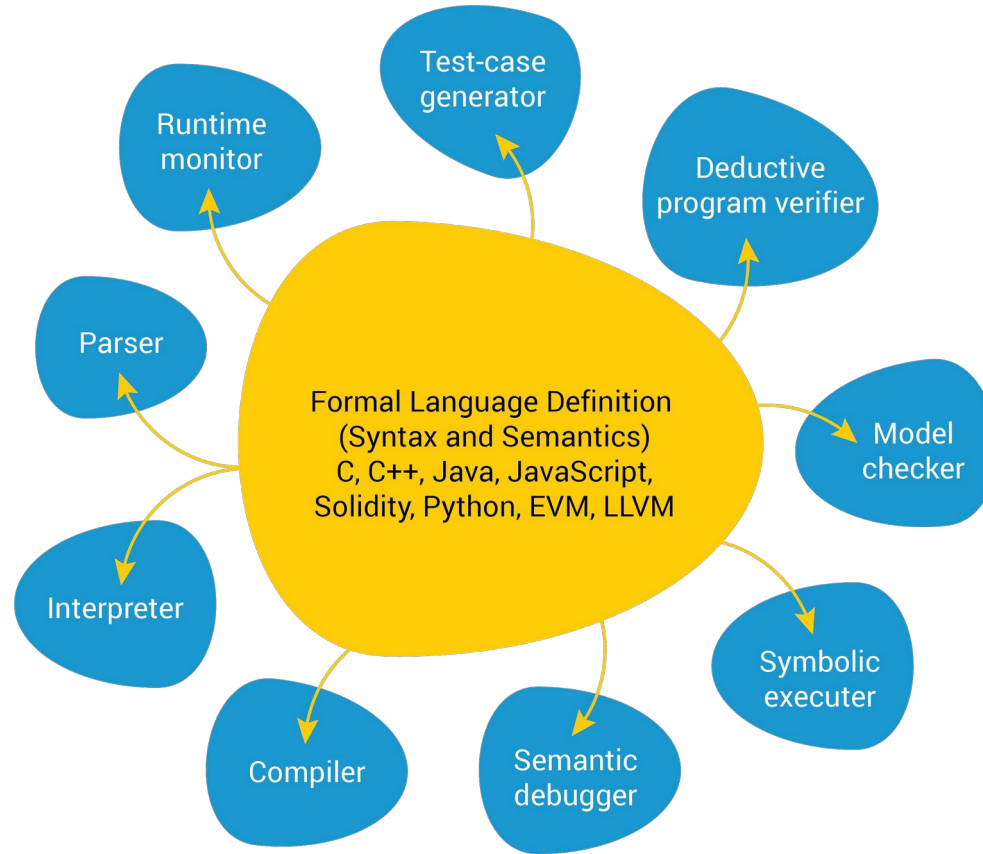 Test-case
generator
Runtime
monitor
Deductive
program verifier
Parser
Formal Language Definition
(Syntax and Semantics)
C, C++, Java, JavaScript,
Solidity, Python, EVM, LLVM
Model
checker
Interpreter
Symbolic
executer
Compiler
Semantic
debugger